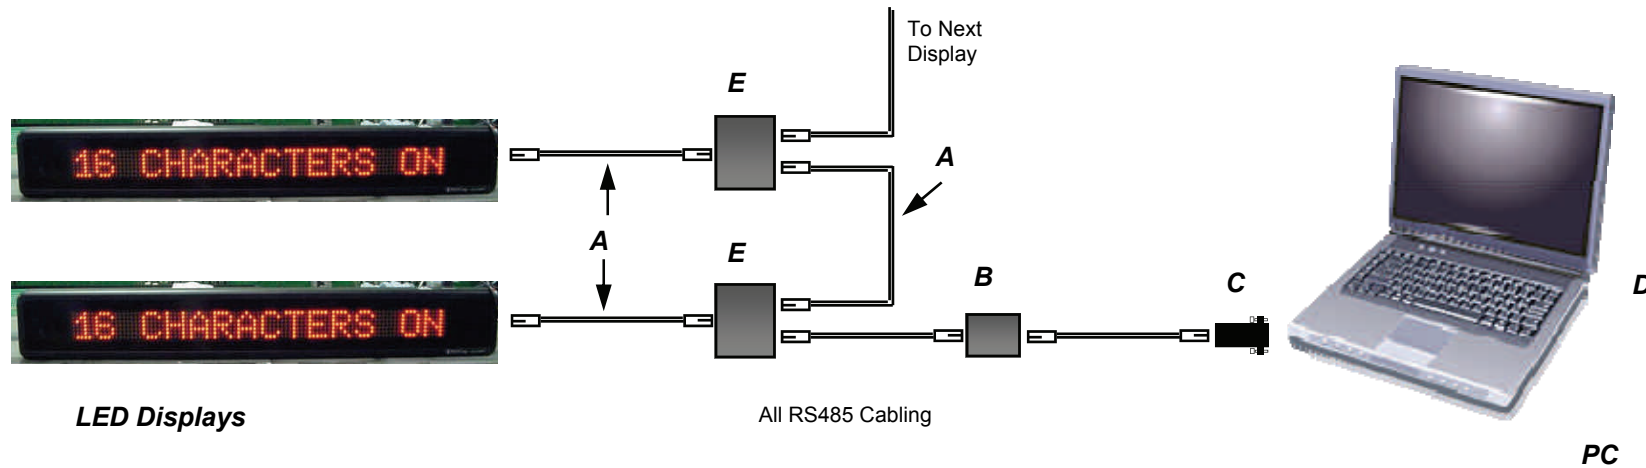 To Next
Display
E
16 CHARACTERS ON
A
A
E
16 CHARACTERS ON
B
C
D
LED Displays
All RS485 Cabling
PC